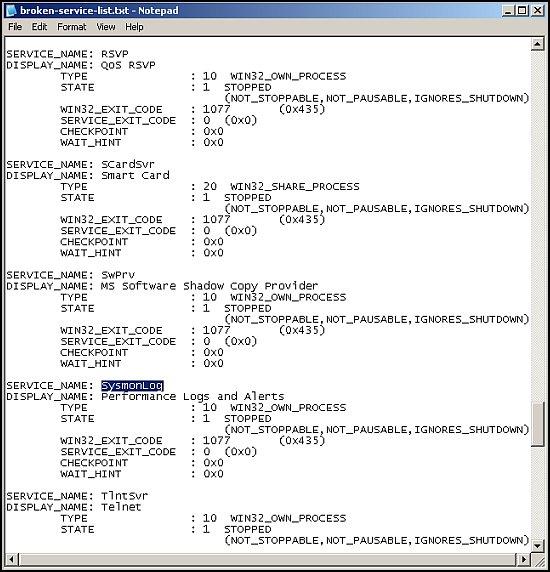 broken-service-list.txt - Notepad
File Edit Format View Help
SERVICE_NAME: RSVP
DISPLAY_NAME: QoS RSVP
TYPE : 10 WIN32_OWN_PROCESS
STATE : 1 STOPPED
(NOT_STOPPABLE,NOT_PAUSABLE,IGNORES_SHUTDOWN)
WIN32_EXIT_CODE : 1077 (0x435)
SERVICE_EXIT_CODE : 0 (0x0)
CHECKPOINT : 0x0
WAIT_HINT : 0x0
SERVICE_NAME: SCardSvr
DISPLAY_NAME: Smart Card
TYPE : 20 WIN32_SHARE_PROCESS
STATE : 1 STOPPED
(NOT_STOPPABLE,NOT_PAUSABLE,IGNORES_SHUTDOWN)
WIN32_EXIT_CODE : 1077 (0x435)
SERVICE_EXIT_CODE : 0 (0x0)
CHECKPOINT : 0x0
WAIT_HINT : 0x0
SERVICE_NAME: SwPrv
DISPLAY_NAME: MS Software Shadow Copy Provider
TYPE : 10 WIN32_OWN_PROCESS
STATE : 1 STOPPED
(NOT_STOPPABLE,NOT_PAUSABLE,IGNORES_SHUTDOWN)
WIN32_EXIT_CODE : 1077 (0x435)
SERVICE_EXIT_CODE : 0 (0x0)
CHECKPOINT : 0x0
WAIT_HINT : 0x0
SERVICE_NAME: SysmonLog
DISPLAY_NAME: Performance Logs and Alerts
TYPE : 10 WIN32_OWN_PROCESS
STATE : 1 STOPPED
(NOT_STOPPABLE,NOT_PAUSABLE,IGNORES_SHUTDOWN)
WIN32_EXIT_CODE : 1077 (0x435)
SERVICE_EXIT_CODE : 0 (0x0)
CHECKPOINT : 0x0
WAIT_HINT : 0x0
SERVICE_NAME: TlntSvr
DISPLAY_NAME: Telnet
TYPE : 10 WIN32_OWN_PROCESS
STATE : 1 STOPPED
(NOT_STOPPABLE,NOT_PAUSABLE,IGNORES_SHUTDOWN)